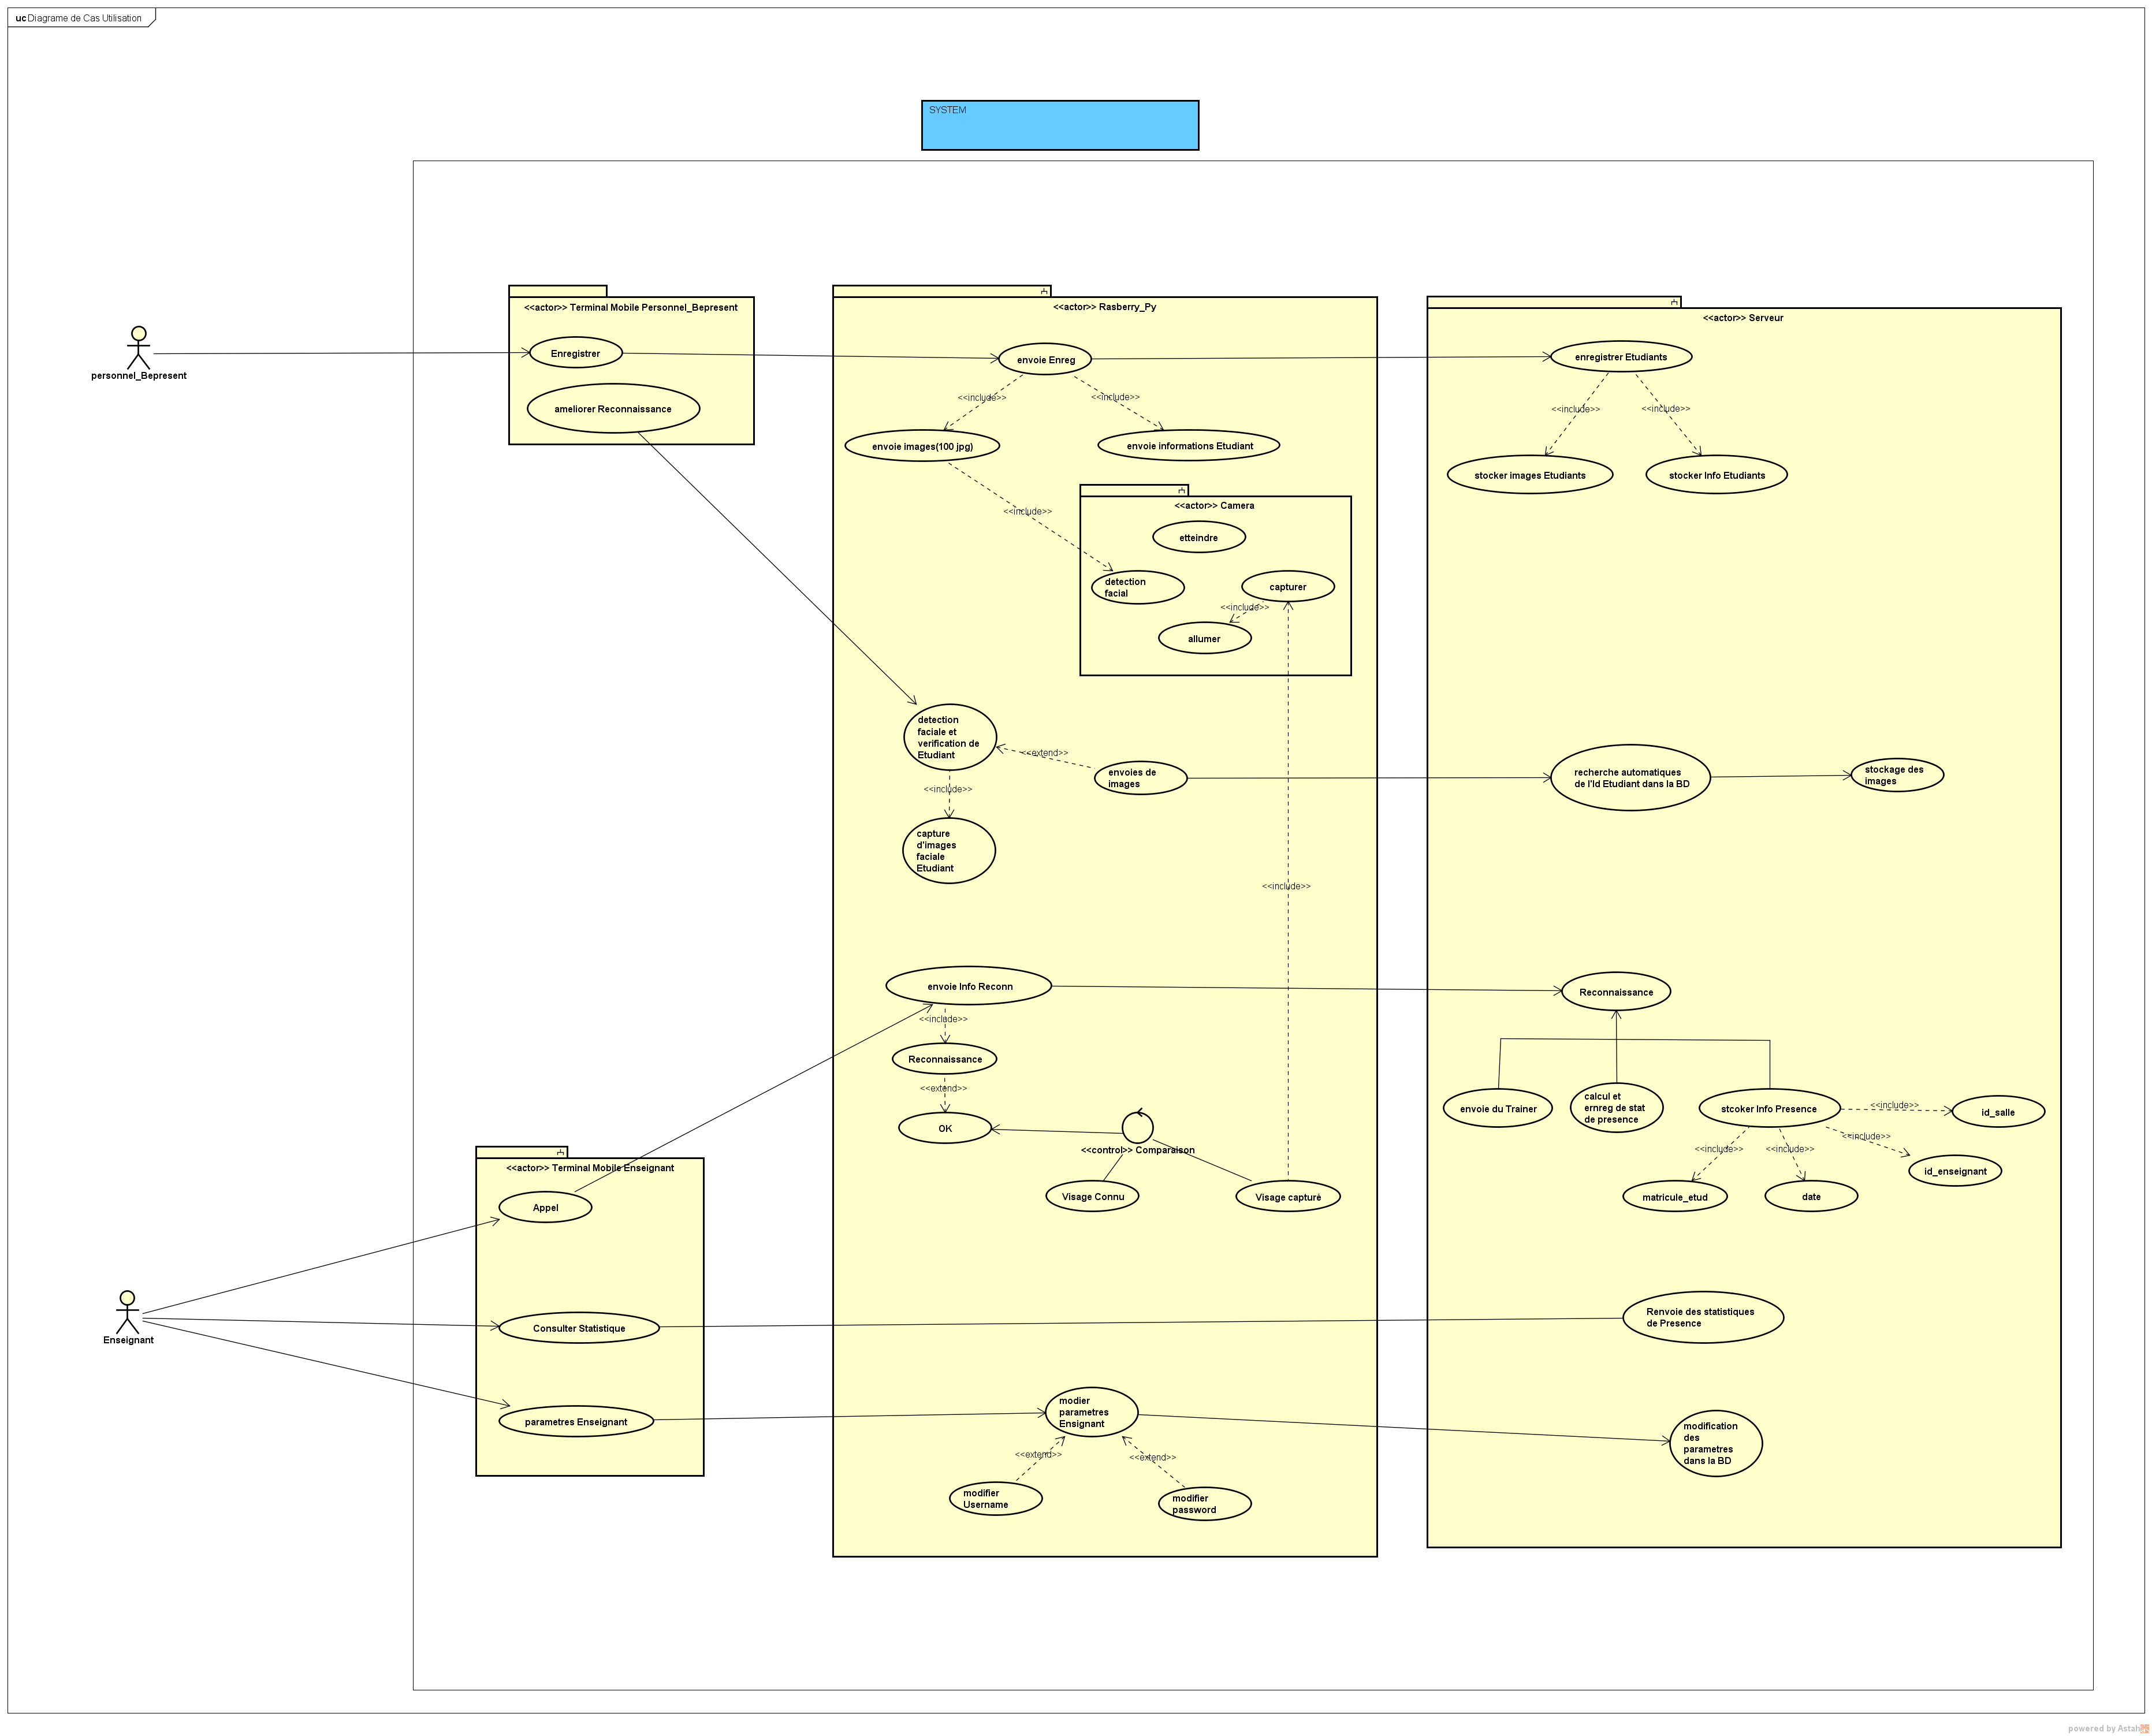 uc Diagrame de Cas Utilisation
SYSTEM
<<actor>> Terminal Mobile Personnel_Bepresent
Enregistrer
ameliorer Reconnaissance
personnel_Bepresent
<<actor>> Rasberry_Py
envoie Enreg
<<include>>
<<include>>
envoie images(100 jpg)
envoie informations Etudiant
<<include>>
<<actor>> Camera
etteindre
detection
facial
capturer
<<include>>
allumer
detection
faciale et
verification de
Etudiant
<<extend>>
envoies de
images
<<include>>
capture
d'images
faciale
Etudiant
<<include>>
envoie Info Reconn
<<include>>
Reconnaissance
<<extend>>
OK
<<control>> Comparaison
Visage Connu
Visage capturé
modier
parametres
Ensignant
<<extend>>
<<extend>>
modifier
Username
modifier
password
<<actor>> Serveur
enregistrer Etudiants
<<include>>
<<include>>
stocker images Etudiants
stocker Info Etudiants
recherche automatiques
de l'Id Etudiant dans la BD
stockage des
images
Reconnaissance
envoie du Trainer
calcul et
ernreg de stat
de presence
stcoker Info Presence
<<include>>
id_salle
<<include>>
<<include>>
<<include>>
id_enseignant
matricule_etud
date
Renvoie des statistiques
de Presence
modification
des
parametres
dans la BD
<<actor>> Terminal Mobile Enseignant
Appel
Consulter Statistique
parametres Enseignant
Enseignant
powered by Astah